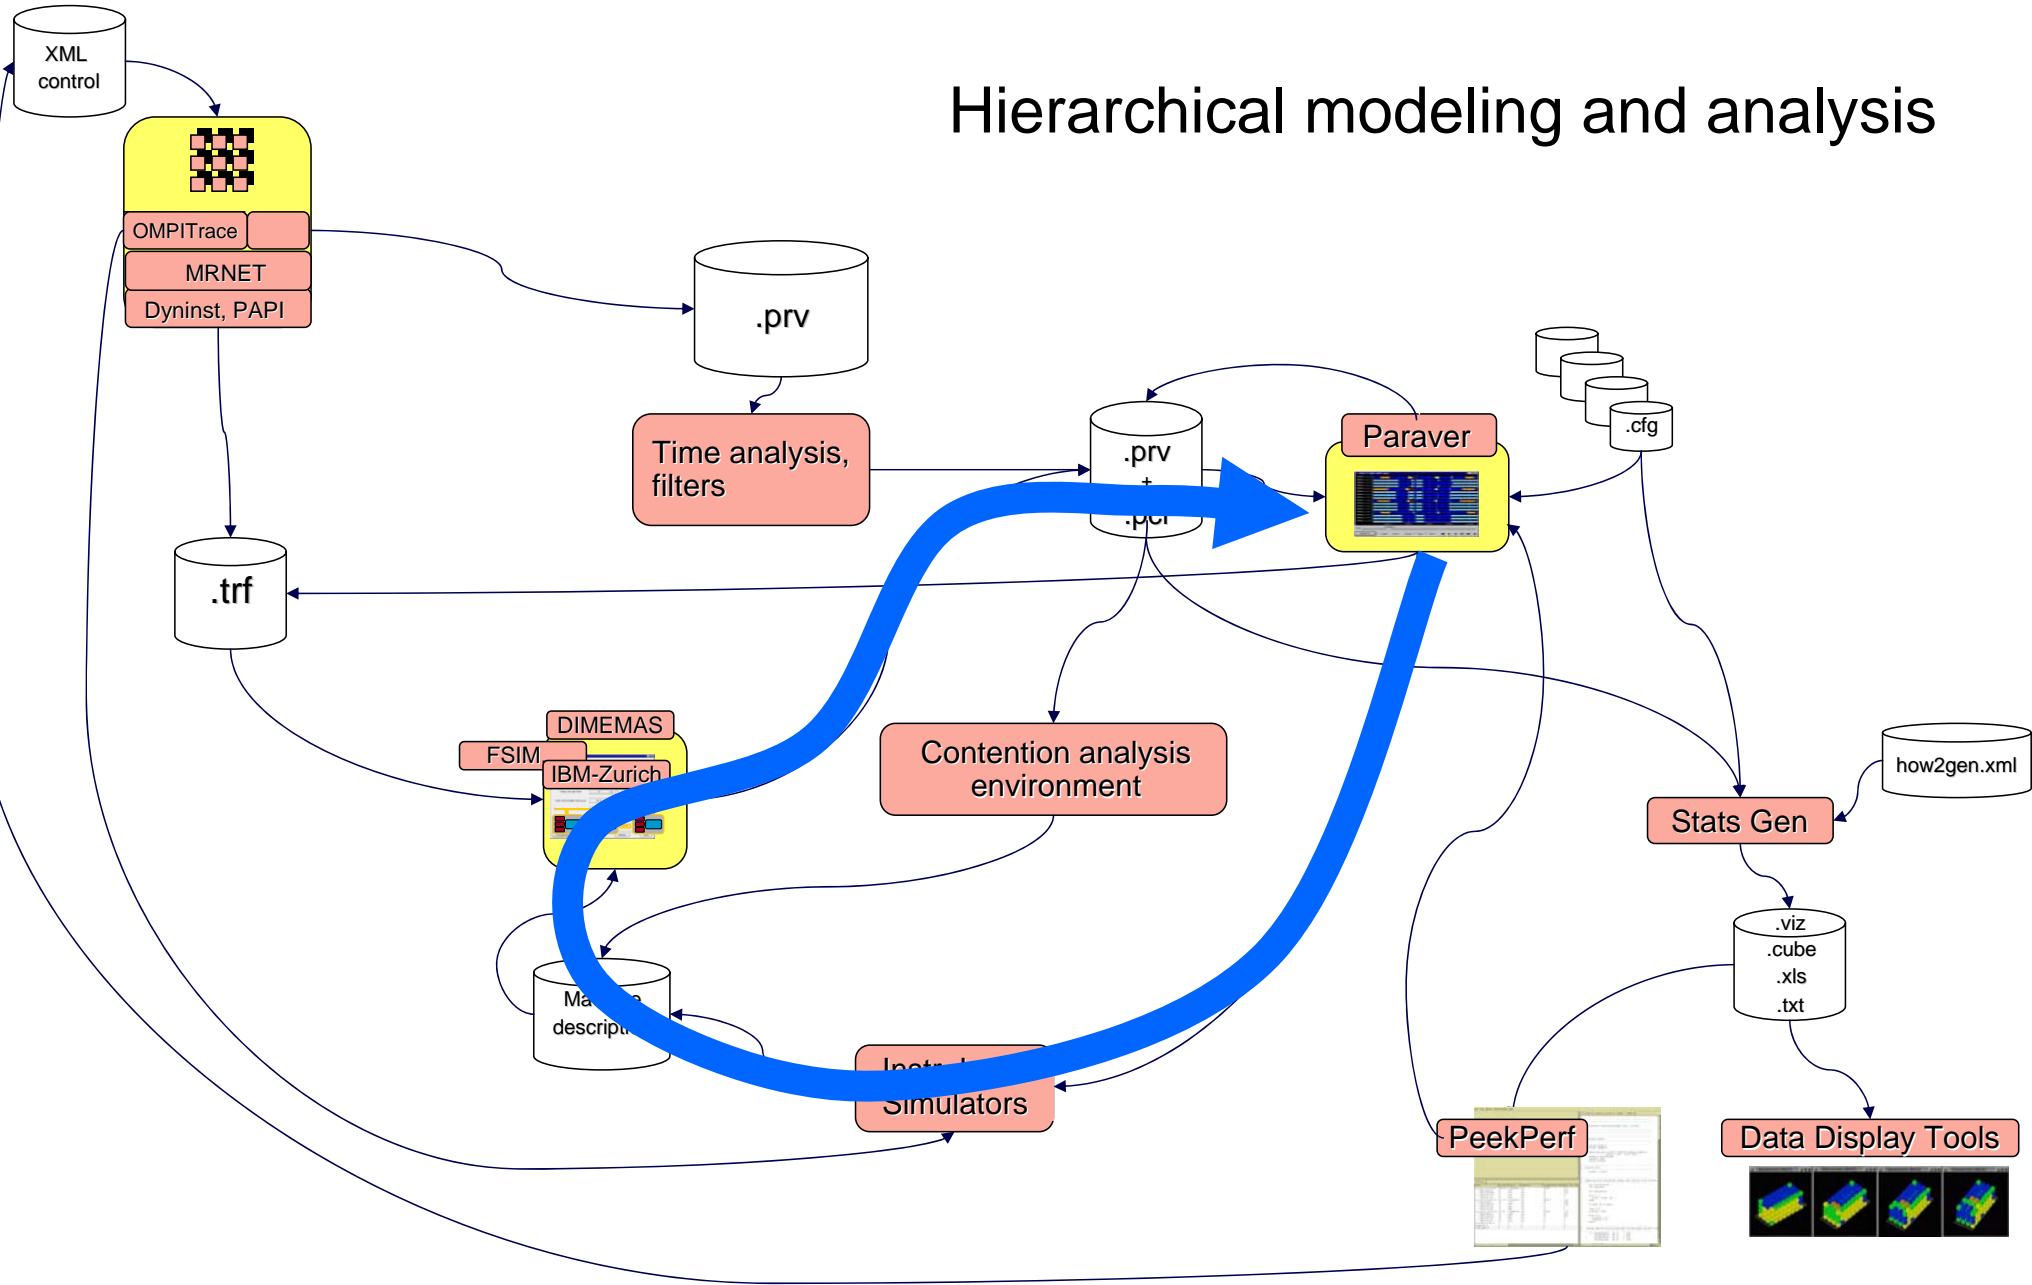 XML
control
Hierarchical modeling and analysis
OMPITrace
MRNET
Dyninst, PAPI
.prv
Time analysis,
filters
.prv
+
Paraver
.cfg
.trf
DIMEMAS
FSIM
IBM-Zurich
Contention analysis
environment
how2gen.xml
Stats Gen
.viz
.cube
.xls
.txt
Simulators
PeekPerf
Data Display Tools